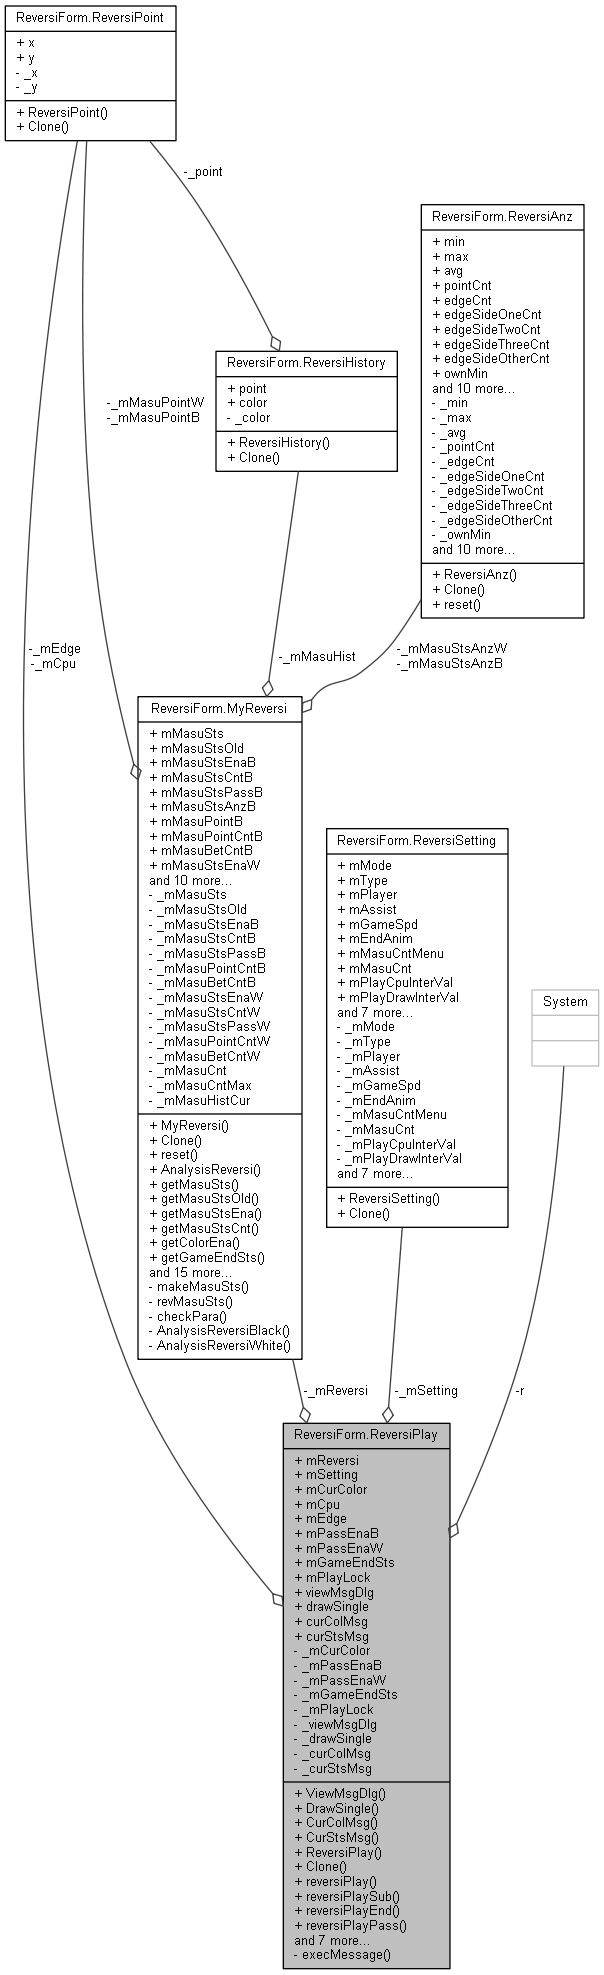 ReversiForm.ReversiPoint
+ x
+ y
- _x
- _y
+ ReversiPoint()
+ Clone()
-_point
ReversiForm.ReversiAnz
+ min
+ max
+ avg
+ pointCnt
+ edgeCnt
+ edgeSideOneCnt
+ edgeSideTwoCnt
+ edgeSideThreeCnt
+ edgeSideOtherCnt
+ ownMin
and 10 more...
- _min
- _max
- _avg
- _pointCnt
- _edgeCnt
- _edgeSideOneCnt
- _edgeSideTwoCnt
- _edgeSideThreeCnt
- _edgeSideOtherCnt
- _ownMin
and 10 more...
+ ReversiAnz()
+ Clone()
+ reset()
ReversiForm.ReversiHistory
+ point
+ color
- _color
+ ReversiHistory()
+ Clone()
-_mMasuPointW
-_mMasuPointB
-_mEdge
-_mCpu
-_mMasuHist
-_mMasuStsAnzW
-_mMasuStsAnzB
ReversiForm.MyReversi
+ mMasuSts
+ mMasuStsOld
+ mMasuStsEnaB
+ mMasuStsCntB
+ mMasuStsPassB
+ mMasuStsAnzB
+ mMasuPointB
+ mMasuPointCntB
+ mMasuBetCntB
+ mMasuStsEnaW
and 10 more...
- _mMasuSts
- _mMasuStsOld
- _mMasuStsEnaB
- _mMasuStsCntB
- _mMasuStsPassB
- _mMasuPointCntB
- _mMasuBetCntB
- _mMasuStsEnaW
- _mMasuStsCntW
- _mMasuStsPassW
- _mMasuPointCntW
- _mMasuBetCntW
- _mMasuCnt
- _mMasuCntMax
- _mMasuHistCur
+ MyReversi()
+ Clone()
+ reset()
+ AnalysisReversi()
+ getMasuSts()
+ getMasuStsOld()
+ getMasuStsEna()
+ getMasuStsCnt()
+ getColorEna()
+ getGameEndSts()
and 15 more...
- makeMasuSts()
- revMasuSts()
- checkPara()
- AnalysisReversiBlack()
- AnalysisReversiWhite()
ReversiForm.ReversiSetting
+ mMode
+ mType
+ mPlayer
+ mAssist
+ mGameSpd
+ mEndAnim
+ mMasuCntMenu
+ mMasuCnt
+ mPlayCpuInterVal
+ mPlayDrawInterVal
and 7 more...
- _mMode
- _mType
- _mPlayer
- _mAssist
- _mGameSpd
- _mEndAnim
- _mMasuCntMenu
- _mMasuCnt
- _mPlayCpuInterVal
- _mPlayDrawInterVal
and 7 more...
+ ReversiSetting()
+ Clone()
System
-_mReversi
-_mSetting
-r
ReversiForm.ReversiPlay
+ mReversi
+ mSetting
+ mCurColor
+ mCpu
+ mEdge
+ mPassEnaB
+ mPassEnaW
+ mGameEndSts
+ mPlayLock
+ viewMsgDlg
+ drawSingle
+ curColMsg
+ curStsMsg
- _mCurColor
- _mPassEnaB
- _mPassEnaW
- _mGameEndSts
- _mPlayLock
- _viewMsgDlg
- _drawSingle
- _curColMsg
- _curStsMsg
+ ViewMsgDlg()
+ DrawSingle()
+ CurColMsg()
+ CurStsMsg()
+ ReversiPlay()
+ Clone()
+ reversiPlay()
+ reversiPlaySub()
+ reversiPlayEnd()
+ reversiPlayPass()
and 7 more...
- execMessage()